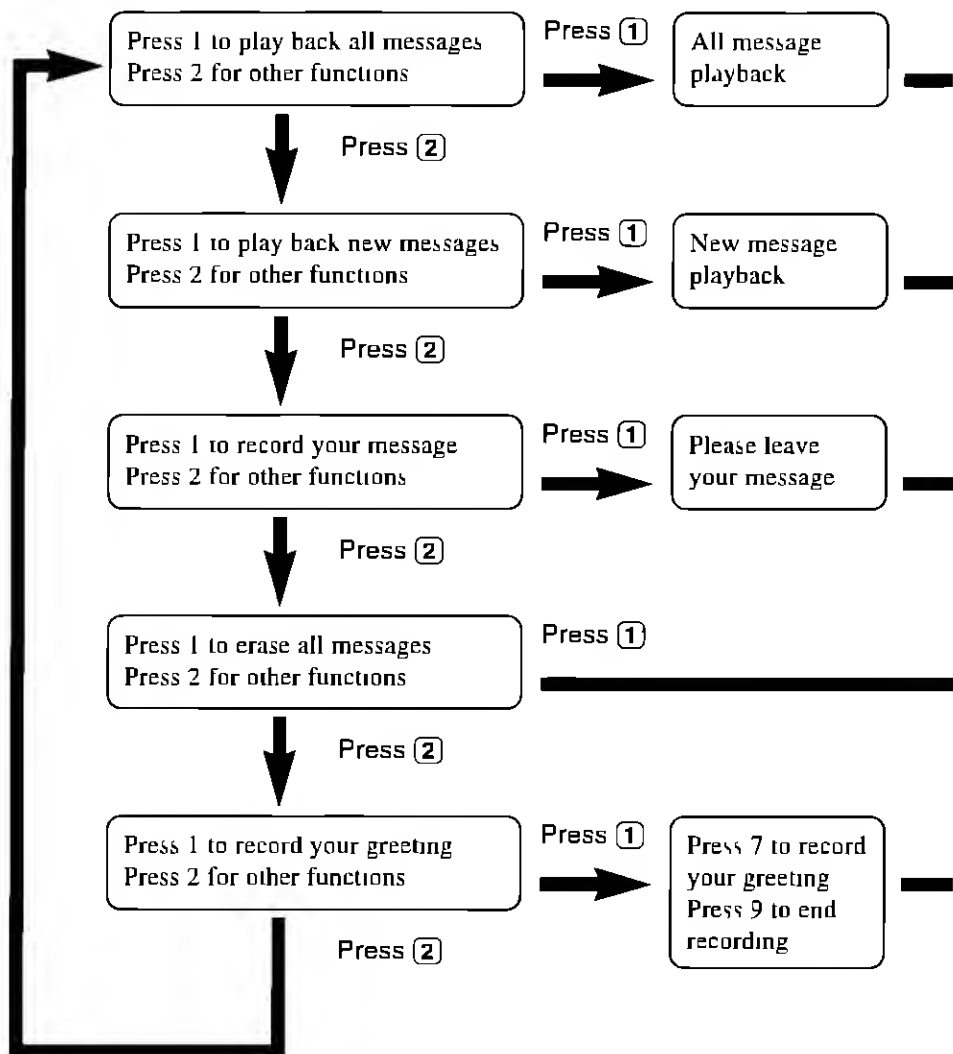 Press 1 to play back all messages
Press 2 for other functions
Press 1
All message
playback
Press 2
Press 1 to play back new messages
Press 2 for other functions
Press 1
New message
playback
Press 2
Press 1 to record your message
Press 2 for other functions
Press 1
Please leave
your message
Press 2
Press 1 to erase all messages
Press 2 for other functions
Press 1
Press 2
Press 1 to record your greeting
Press 2 for other functions
Press 1
Press 7 to record
your greeting
Press 9 to end
recording
Press 2